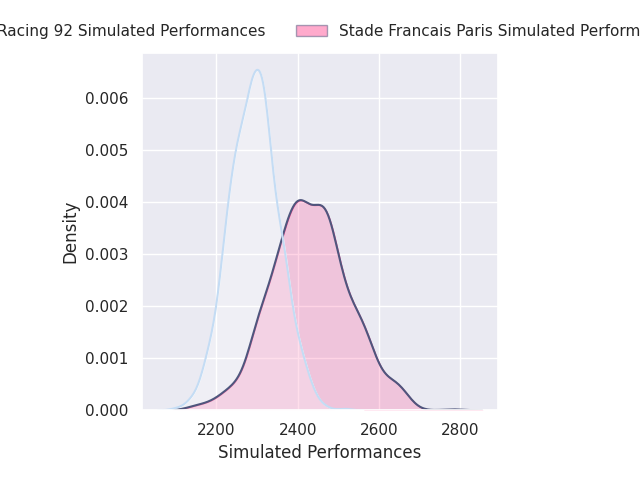 Racing 92 Simulated Performances
Stade Francais Paris Simulated Perform
0.006
0.005
0.004
0.003
0.002
0.001
0.000
Density
2200 2400 2600 2800
Simulated Performances